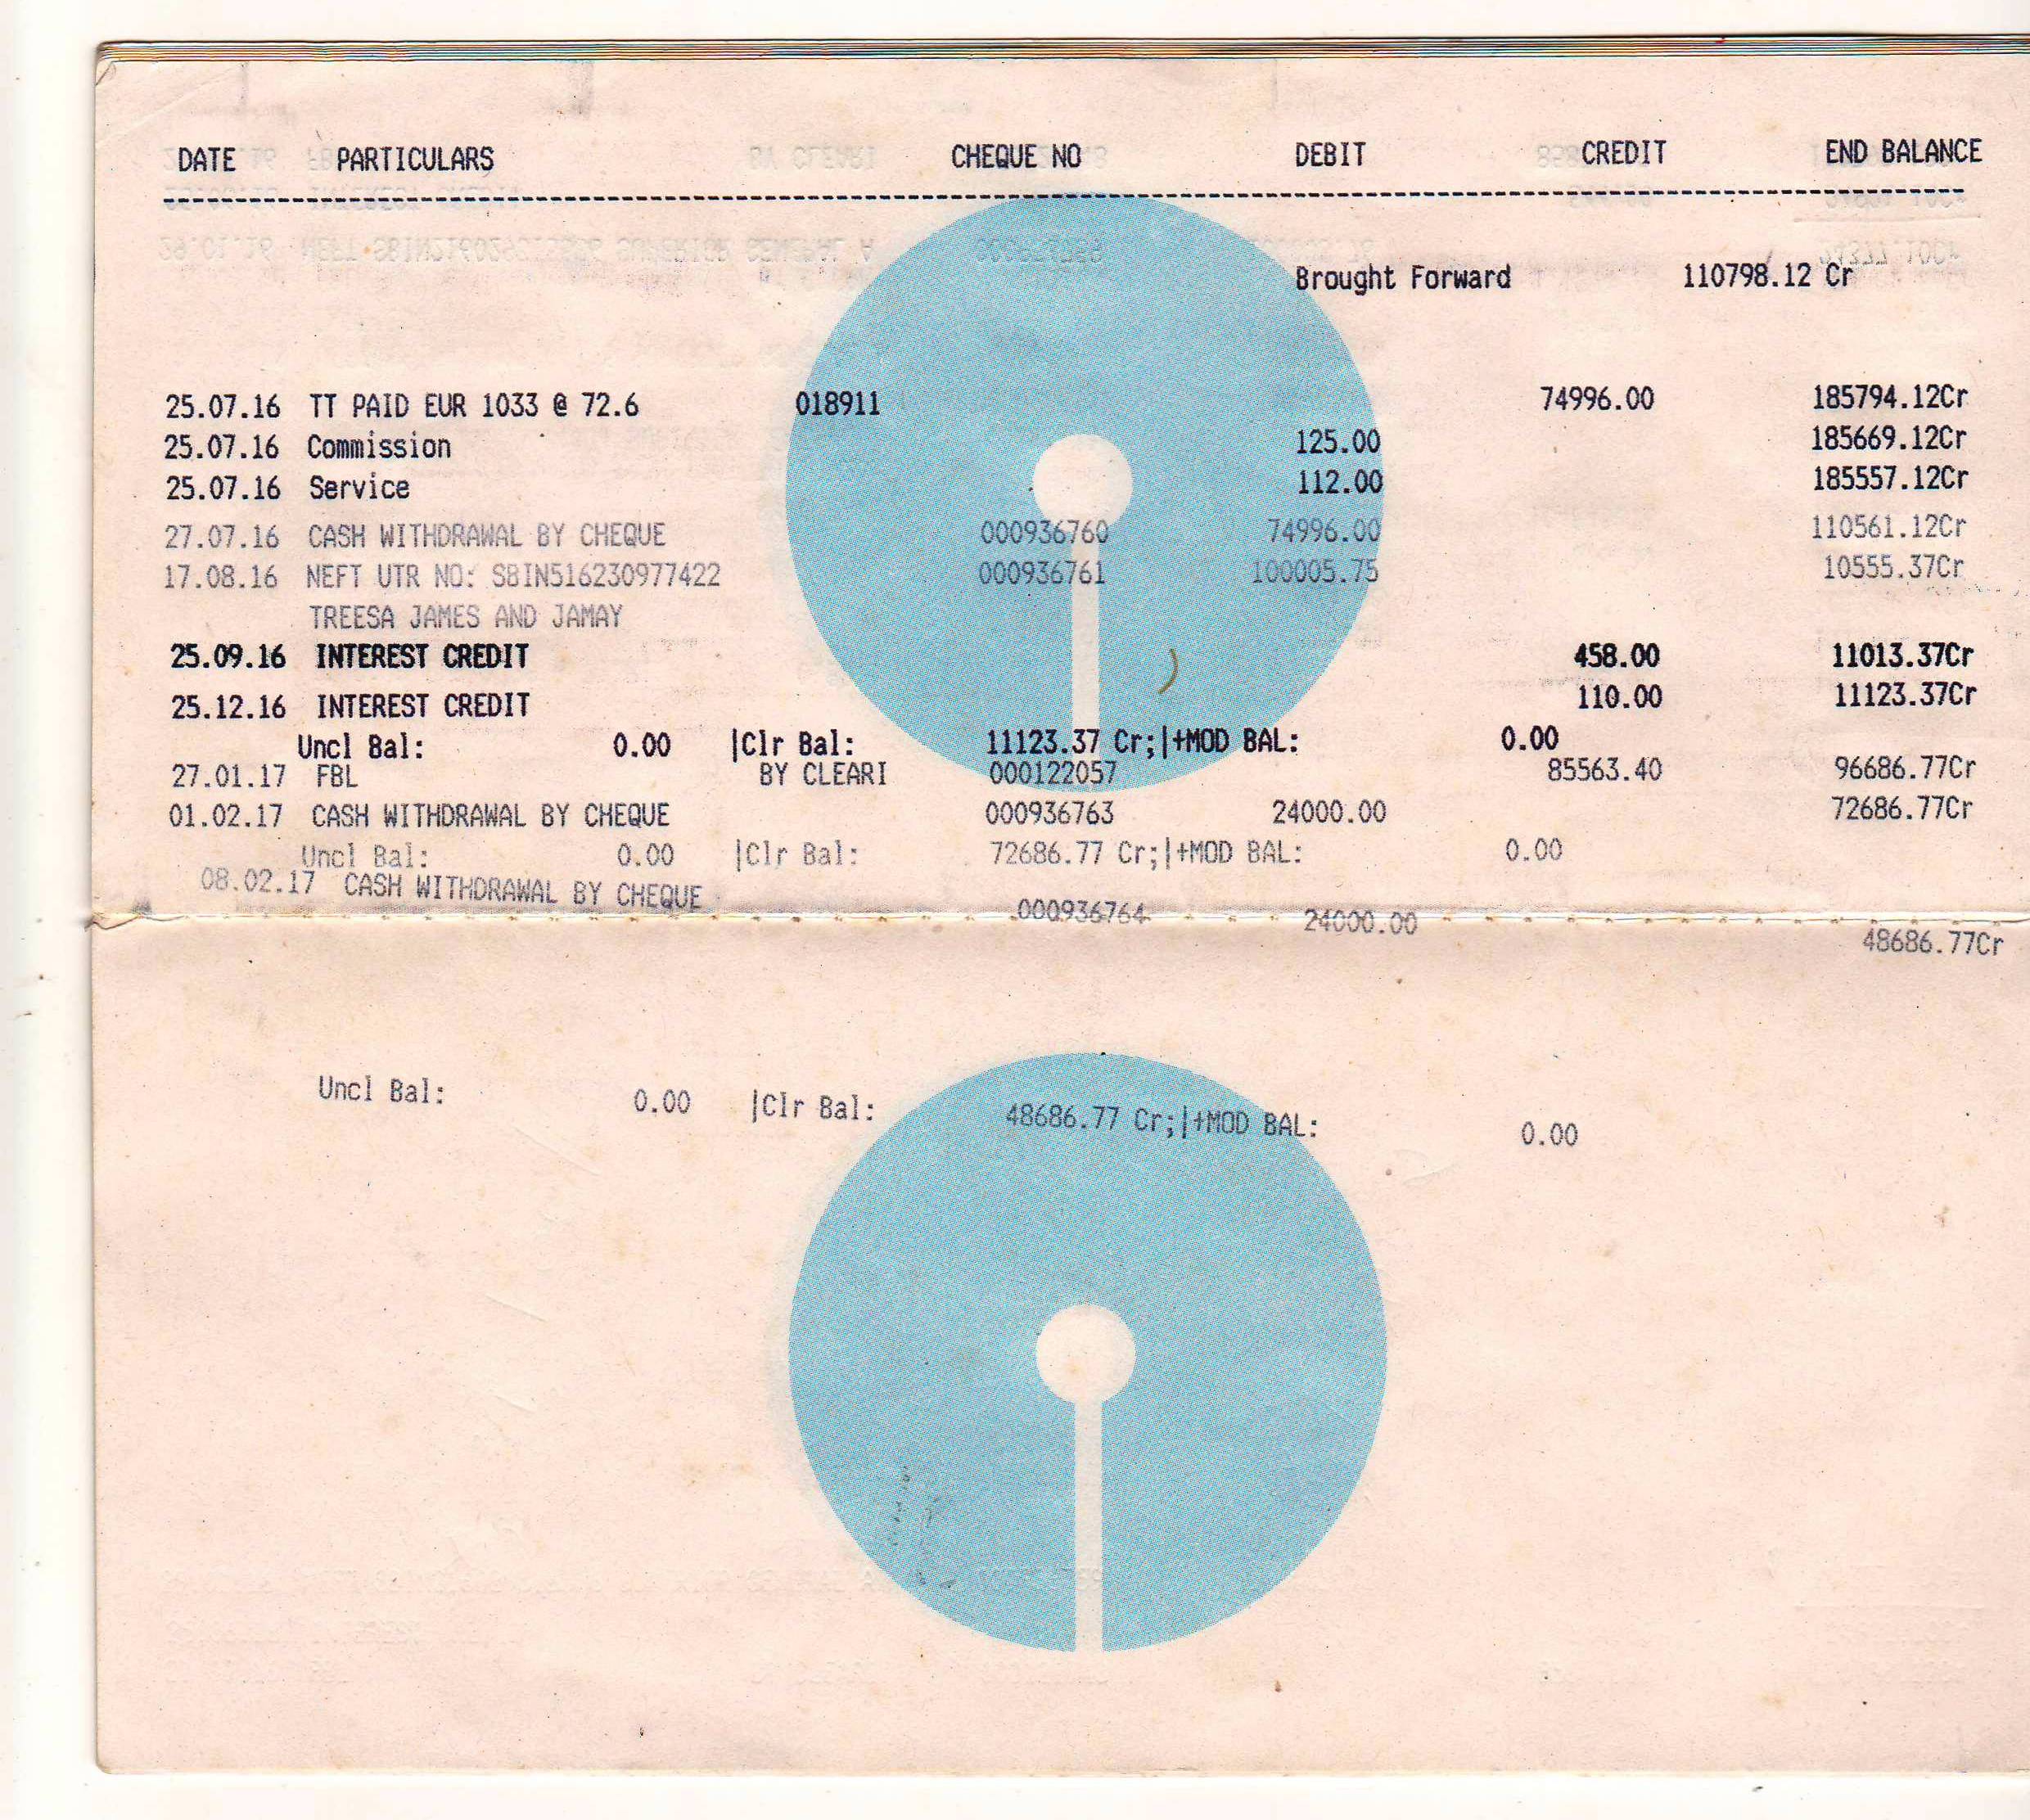 DATE PARTICULARS CHEQUE NO DEBIT CREDIT END BALANCE
Brought Forward 110798.12 Cr
25.07.16 TT PAID EUR 1033 @ 72.6 018911 74996.00 185794.12Cr
25.07.16 Commission 125.00 185669.12Cr
25.07.16 Service 112.00 185557.12Cr
27.07.16 CASH WITHDRAWAL BY CHEQUE 000936760 74996.00 110561.12Cr
17.08.16 NEFT UTR NO: SBIN516230977422 000936761 100005.75 10555.37Cr
TREESA JAMES AND JAMAY
25.09.16 INTEREST CREDIT 458.00 11013.37Cr
25.12.16 INTEREST CREDIT 110.00 11123.37Cr
Uncl Bal: 0.00 |Clr Bal: 11123.37 Cr;|+MOD BAL: 0.00
27.01.17 FBL BY CLEARI 000122057 85563.40 96686.77Cr
01.02.17 CASH WITHDRAWAL BY CHEQUE 000936763 24000.00 72686.77Cr
Uncl Bal: 0.00 |Clr Bal: 72686.77 Cr;|+MOD BAL: 0.00
08.02.17 CASH WITHDRAWAL BY CHEQUE 000936764 24000.00 48686.77Cr
Uncl Bal: 0.00 |Clr Bal: 48686.77 Cr;|+MOD BAL: 0.00